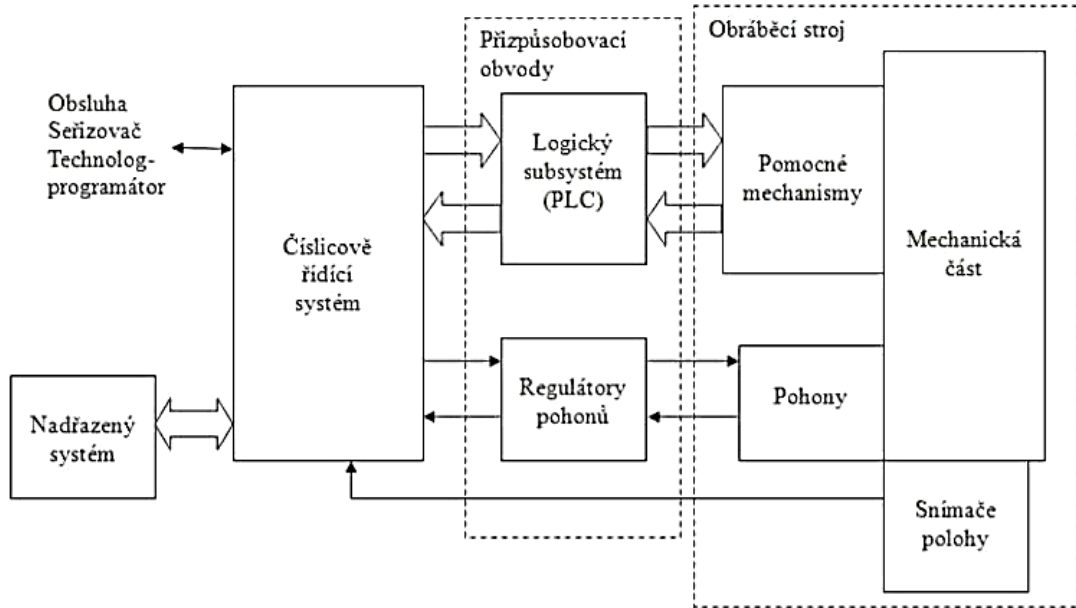 Přizpůsobovací
obvody
Obráběcí stroj
Obsluha
Seřizovač
Technolog-
programátor
Logický
subsystém
(PLC)
Pomocné
mechanismy
Číslicově
řídící
systém
Mechanická
část
Regulátory
pohonů
Pohony
Nadřazený
systém
Snímače
polohy